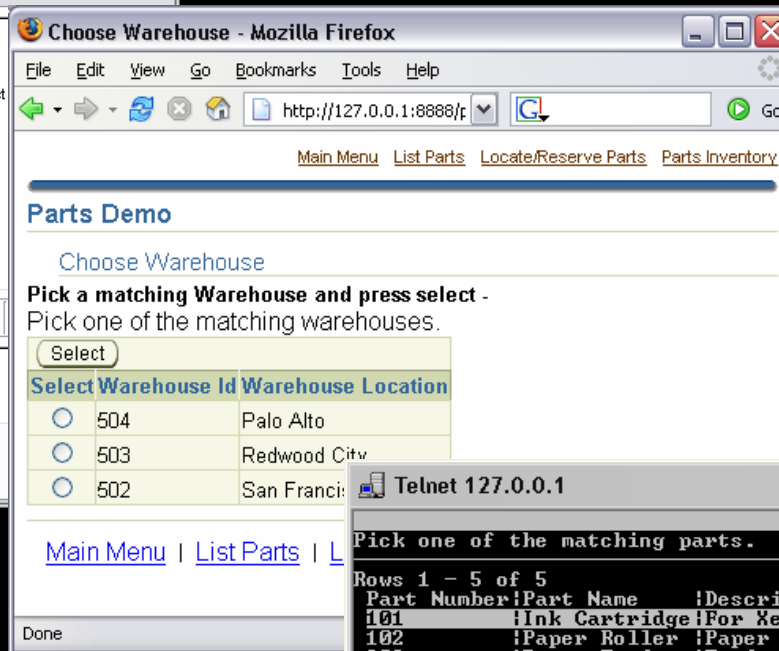 Choose Warehouse - Mozilla Firefox
File Edit View Go Bookmarks Tools Help
http://127.0.0.1:8888/p G Go
Main Menu List Parts Locate/Reserve Parts Parts Inventory
Parts Demo
Choose Warehouse
Pick a matching Warehouse and press select -
Pick one of the matching warehouses.
Select
Select Warehouse Id Warehouse Location
504 Palo Alto
503 Redwood City
502 San Francis
Main Menu | List Parts | L
Done
Telnet 127.0.0.1
Pick one of the matching parts.
Rows 1 - 5 of 5
Part Number|Part Name |Descri
101 |Ink Cartridge|For Xe
102 |Paper Roller |Paper